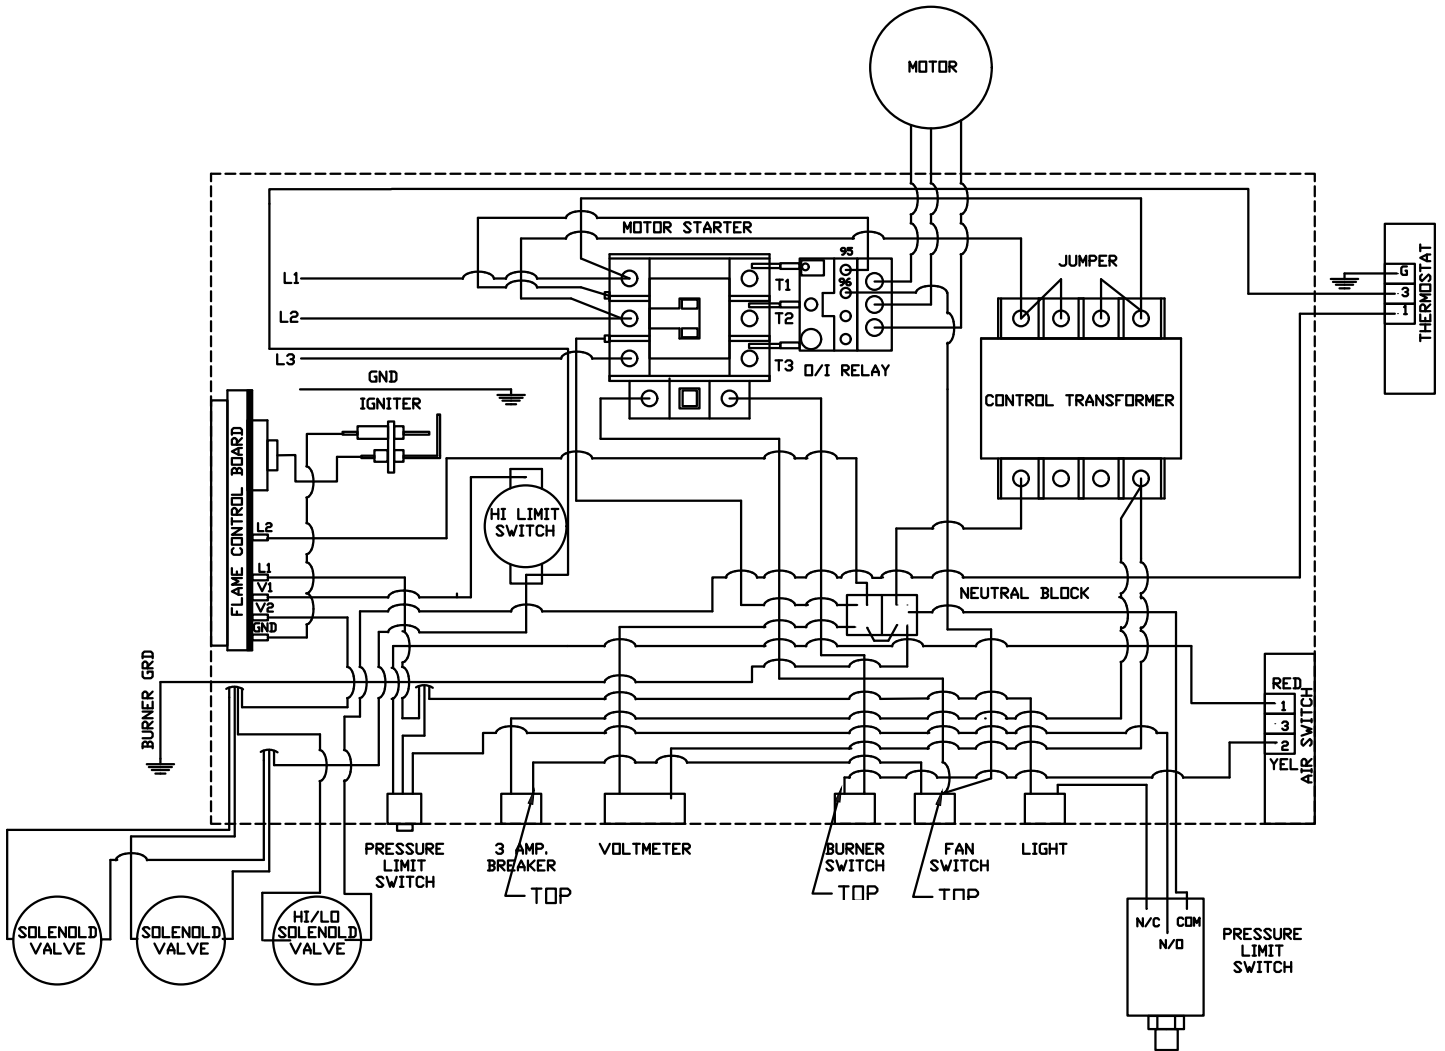 MOTOR
MOTOR STARTER
95
96
JUMPER
G
3
1
THERMOSTAT
L1
L2
L3
T1
T2
T3
O/I RELAY
GND
IGNITER
CONTROL TRANSFORMER
FLAME CONTROL BOARD
L2
L1
V1
V2
GND
HI LIMIT
SWITCH
NEUTRAL BLOCK
BURNER GRD
RED
1
3
2
YEL
AIR SWITCH
PRESSURE
LIMIT
SWITCH
3 AMP.
BREAKER
TOP
VOLTMETER
BURNER
SWITCH
TOP
FAN
SWITCH
TOP
LIGHT
SOLENOLD
VALVE
SOLENOLD
VALVE
HI/LO
SOLENOLD
VALVE
N/C
COM
N/O
PRESSURE
LIMIT
SWITCH